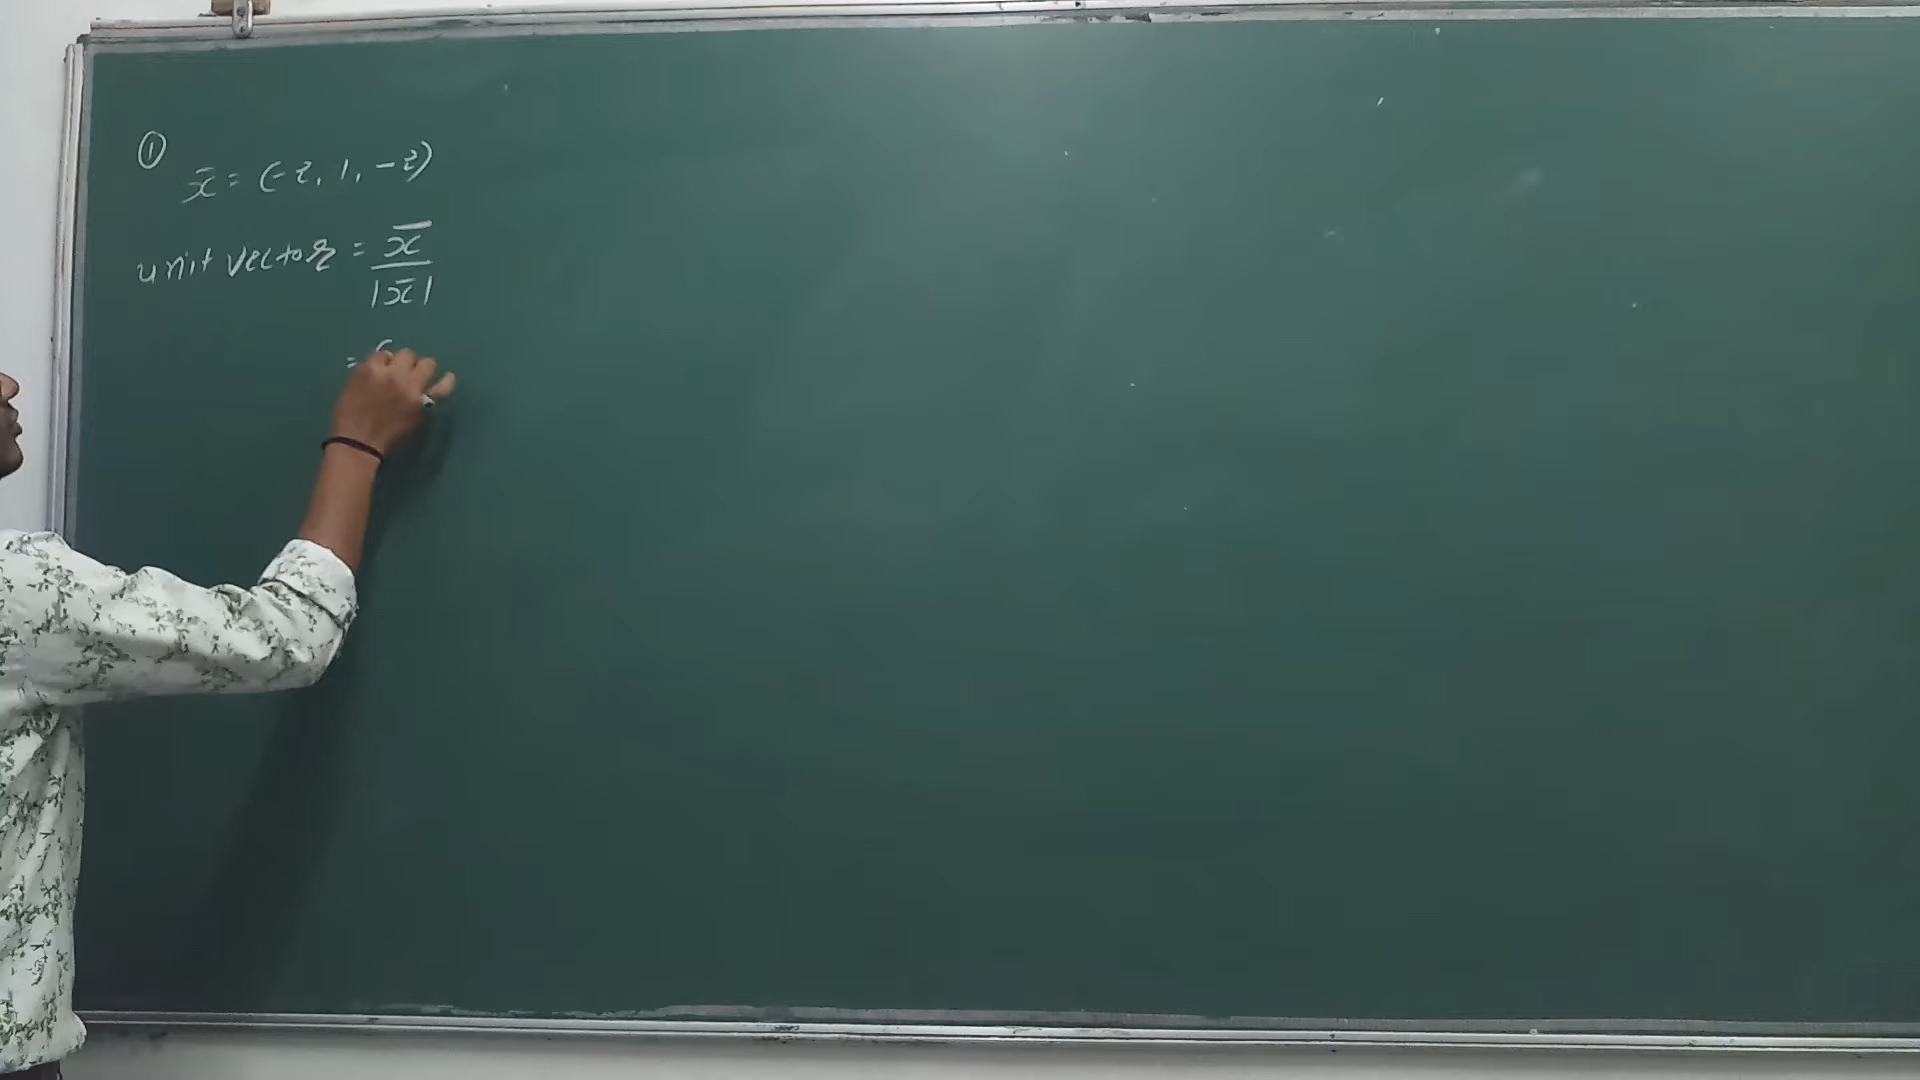 ①
x̄ = (-2, 1, -2)
unit vector = x̄ / |x̄|
= (